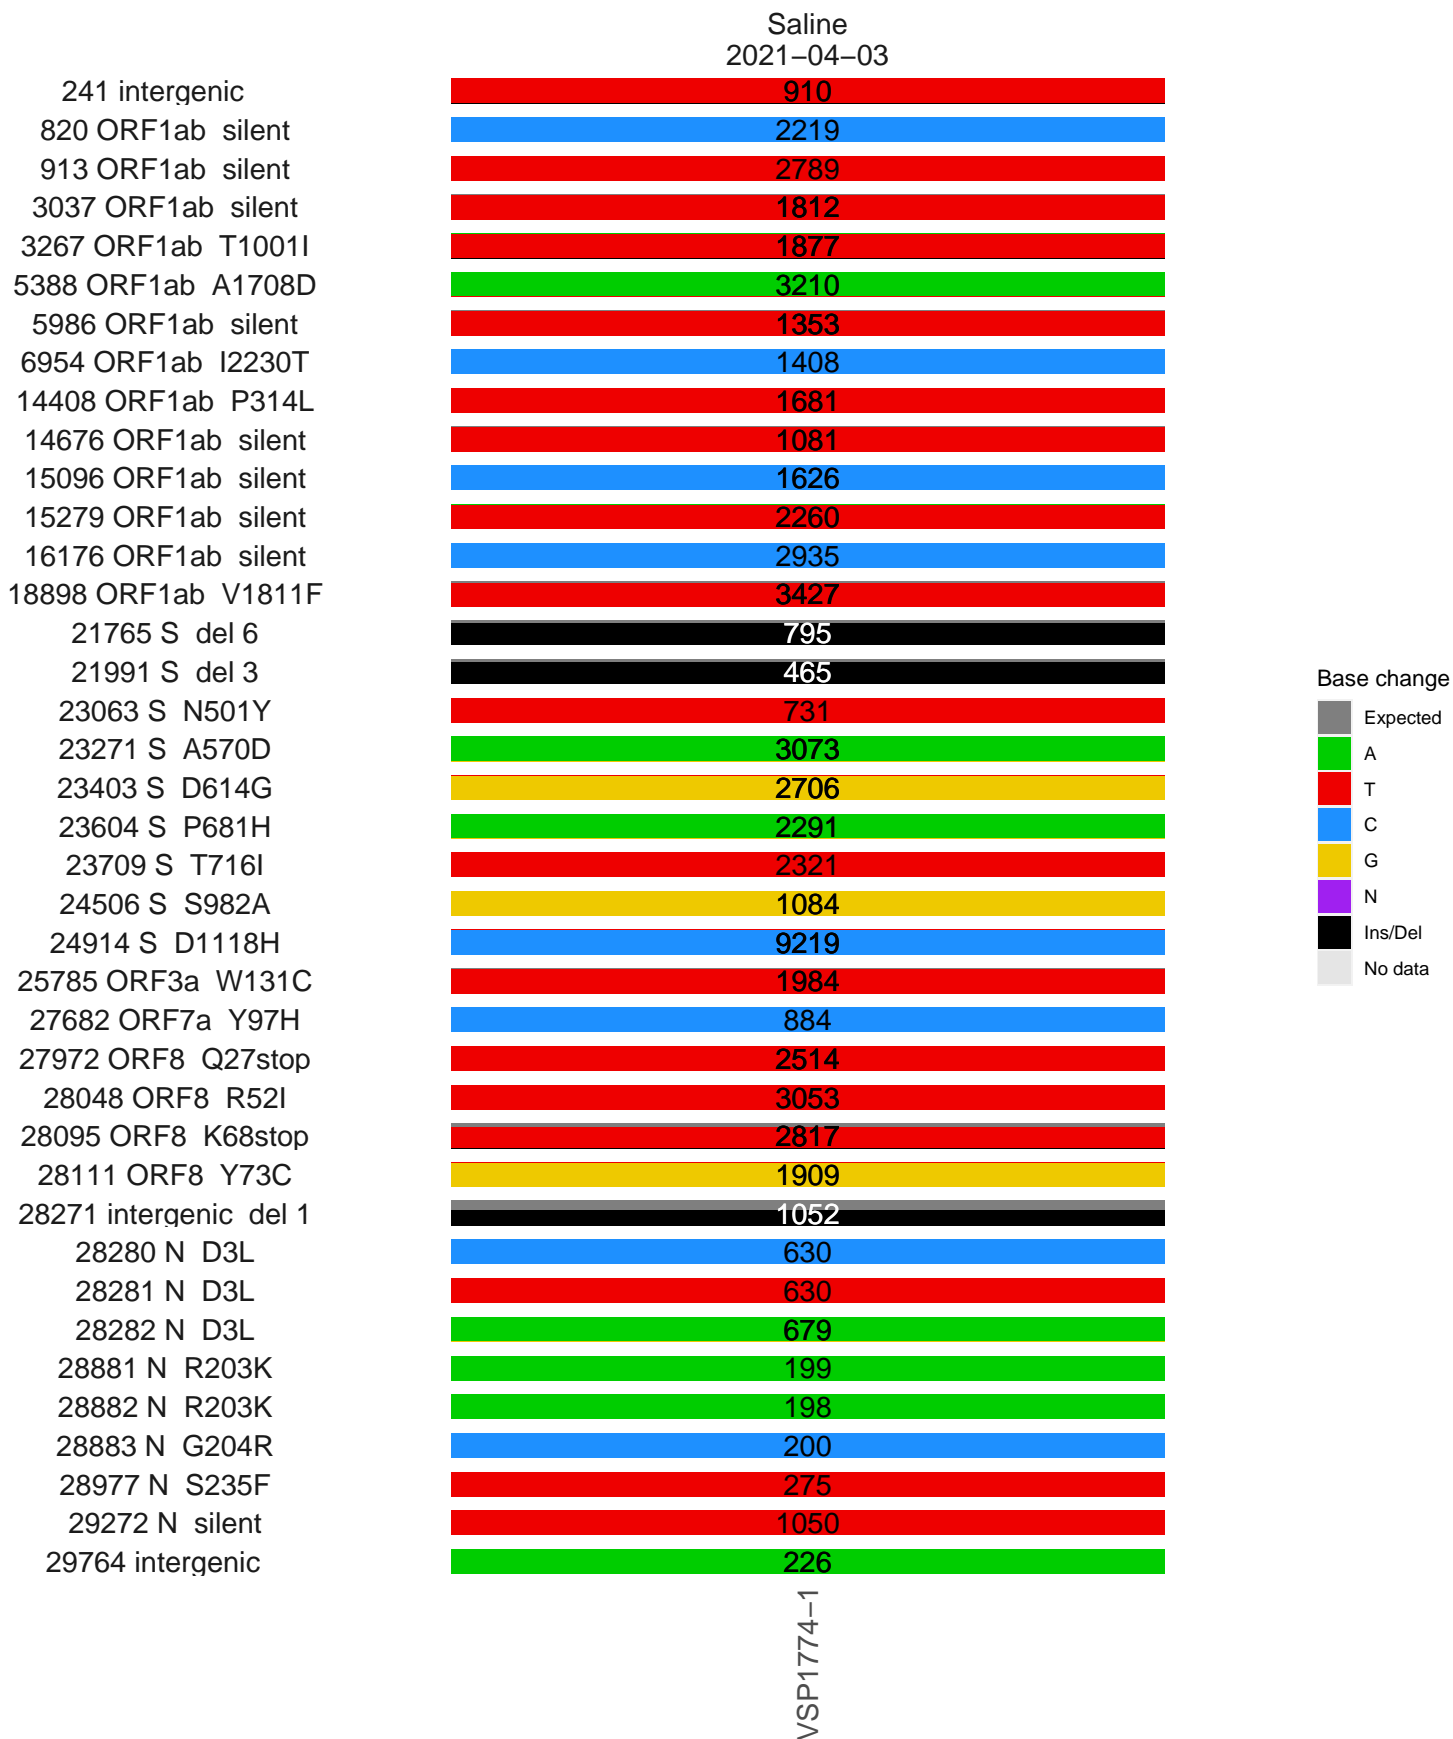 Saline
2021−04−03
241 intergenic 910
820 ORF1ab silent 2219
913 ORF1ab silent 2789
3037 ORF1ab silent 1812
3267 ORF1ab T1001I 1877
5388 ORF1ab A1708D 3210
5986 ORF1ab silent 1353
6954 ORF1ab I2230T 1408
14408 ORF1ab P314L 1681
14676 ORF1ab silent 1081
15096 ORF1ab silent 1626
15279 ORF1ab silent 2260
16176 ORF1ab silent 2935
18898 ORF1ab V1811F 3427
21765 S del 6 795
21991 S del 3 465
23063 S N501Y 731
23271 S A570D 3073
23403 S D614G 2706
23604 S P681H 2291
23709 S T716I 2321
24506 S S982A 1084
24914 S D1118H 9219
25785 ORF3a W131C 1984
27682 ORF7a Y97H 884
27972 ORF8 Q27stop 2514
28048 ORF8 R52I 3053
28095 ORF8 K68stop 2817
28111 ORF8 Y73C 1909
28271 intergenic del 1 1052
28280 N D3L 630
28281 N D3L 630
28282 N D3L 679
28881 N R203K 199
28882 N R203K 198
28883 N G204R 200
28977 N S235F 275
29272 N silent 1050
29764 intergenic 226
VSP1774−1
Base change
Expected
A
T
C
G
N
Ins/Del
No data